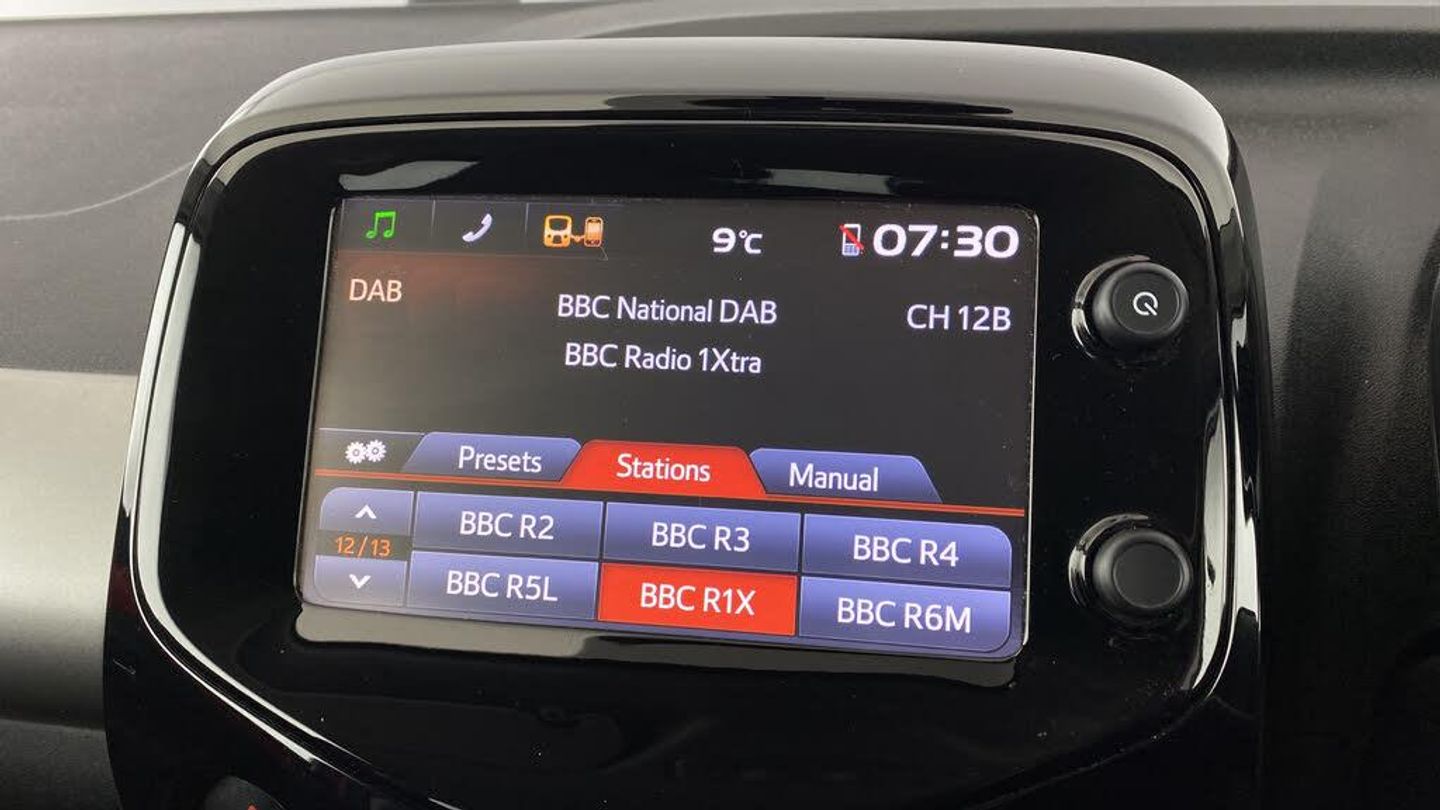 9°C
07:30
DAB
BBC National DAB
CH 12B
BBC Radio 1Xtra
Presets
Stations
Manual
BBC R2
BBC R3
BBC R4
12/13
BBC R5L
BBC R1X
BBC R6M